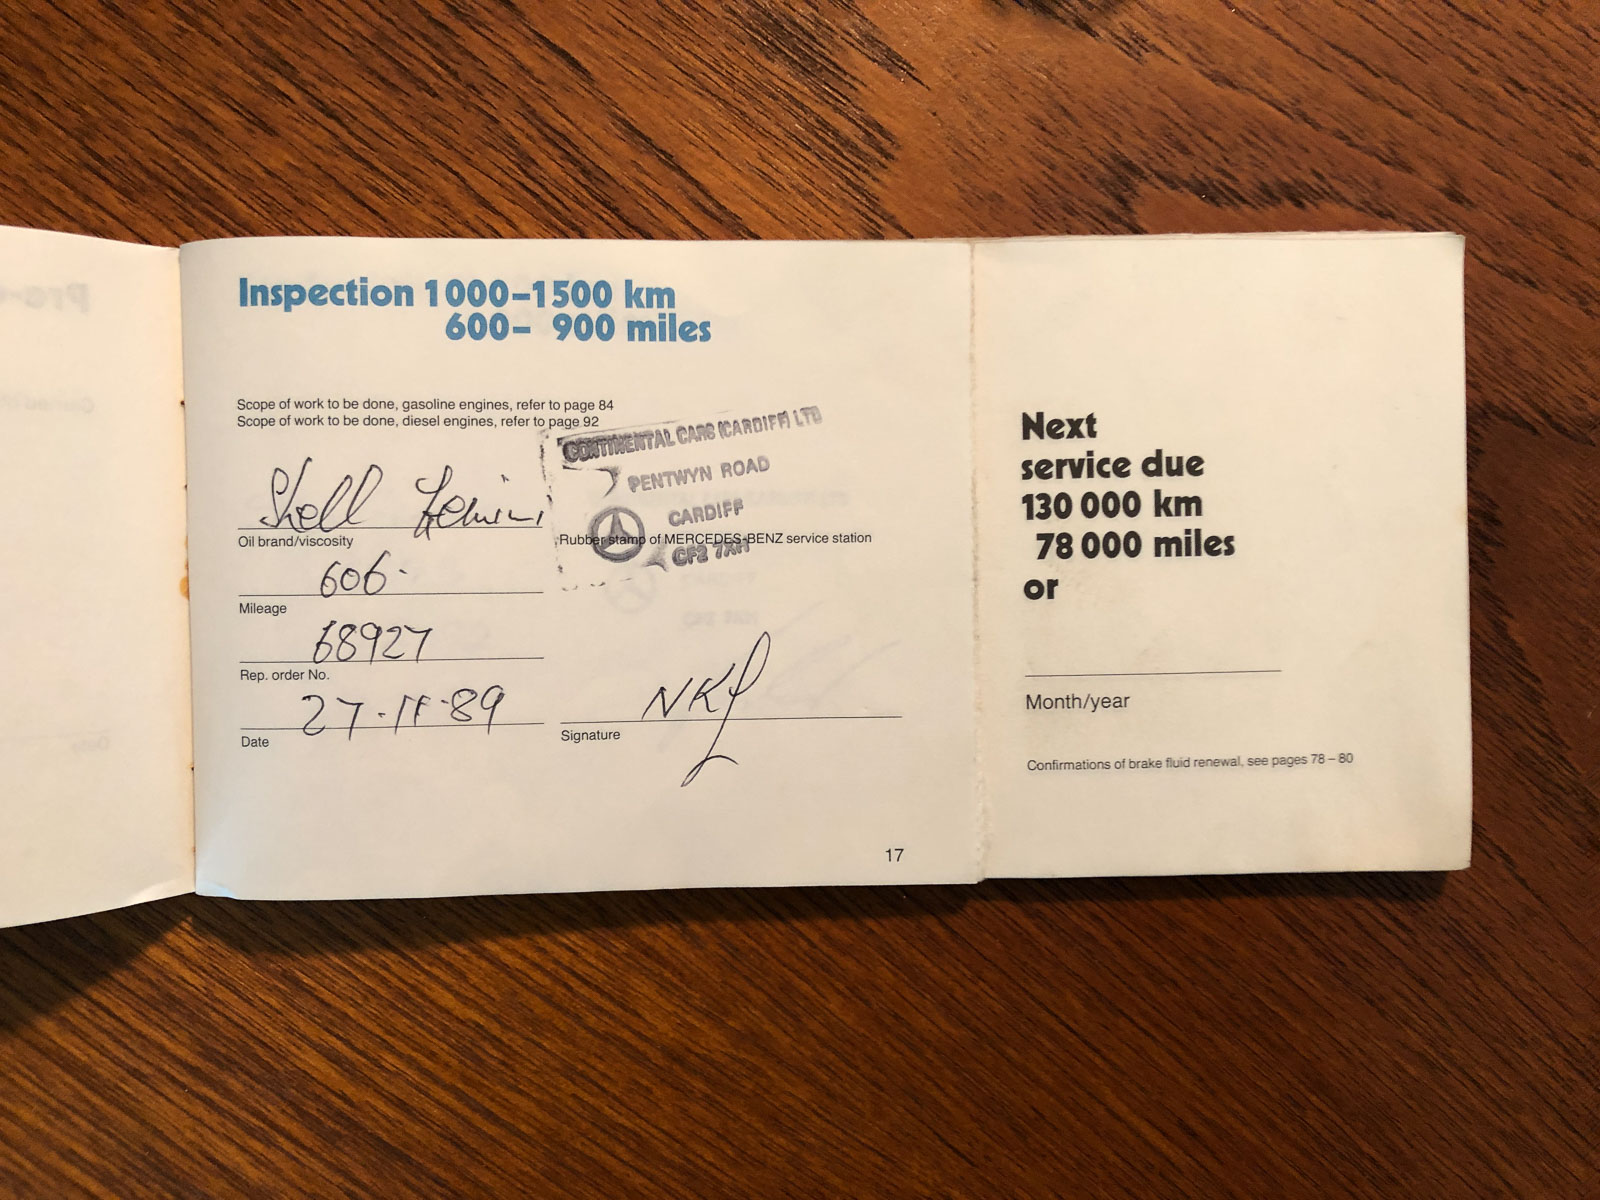 Inspection 1000–1500 km
600– 900 miles
Scope of work to be done, gasoline engines, refer to page 84
Scope of work to be done, diesel engines, refer to page 92
CONTINENTAL CARS (CARDIFF) LTD
PENTWYN ROAD
CARDIFF
CF2 7XH
Shell Gemini
Oil brand/viscosity
Rubber stamp of MERCEDES-BENZ service station
606.
Mileage
68927
Rep. order No.
27.11.89
Date
Signature
17
Next
service due
130 000 km
78 000 miles
or
Month/year
Confirmations of brake fluid renewal, see pages 78 – 80